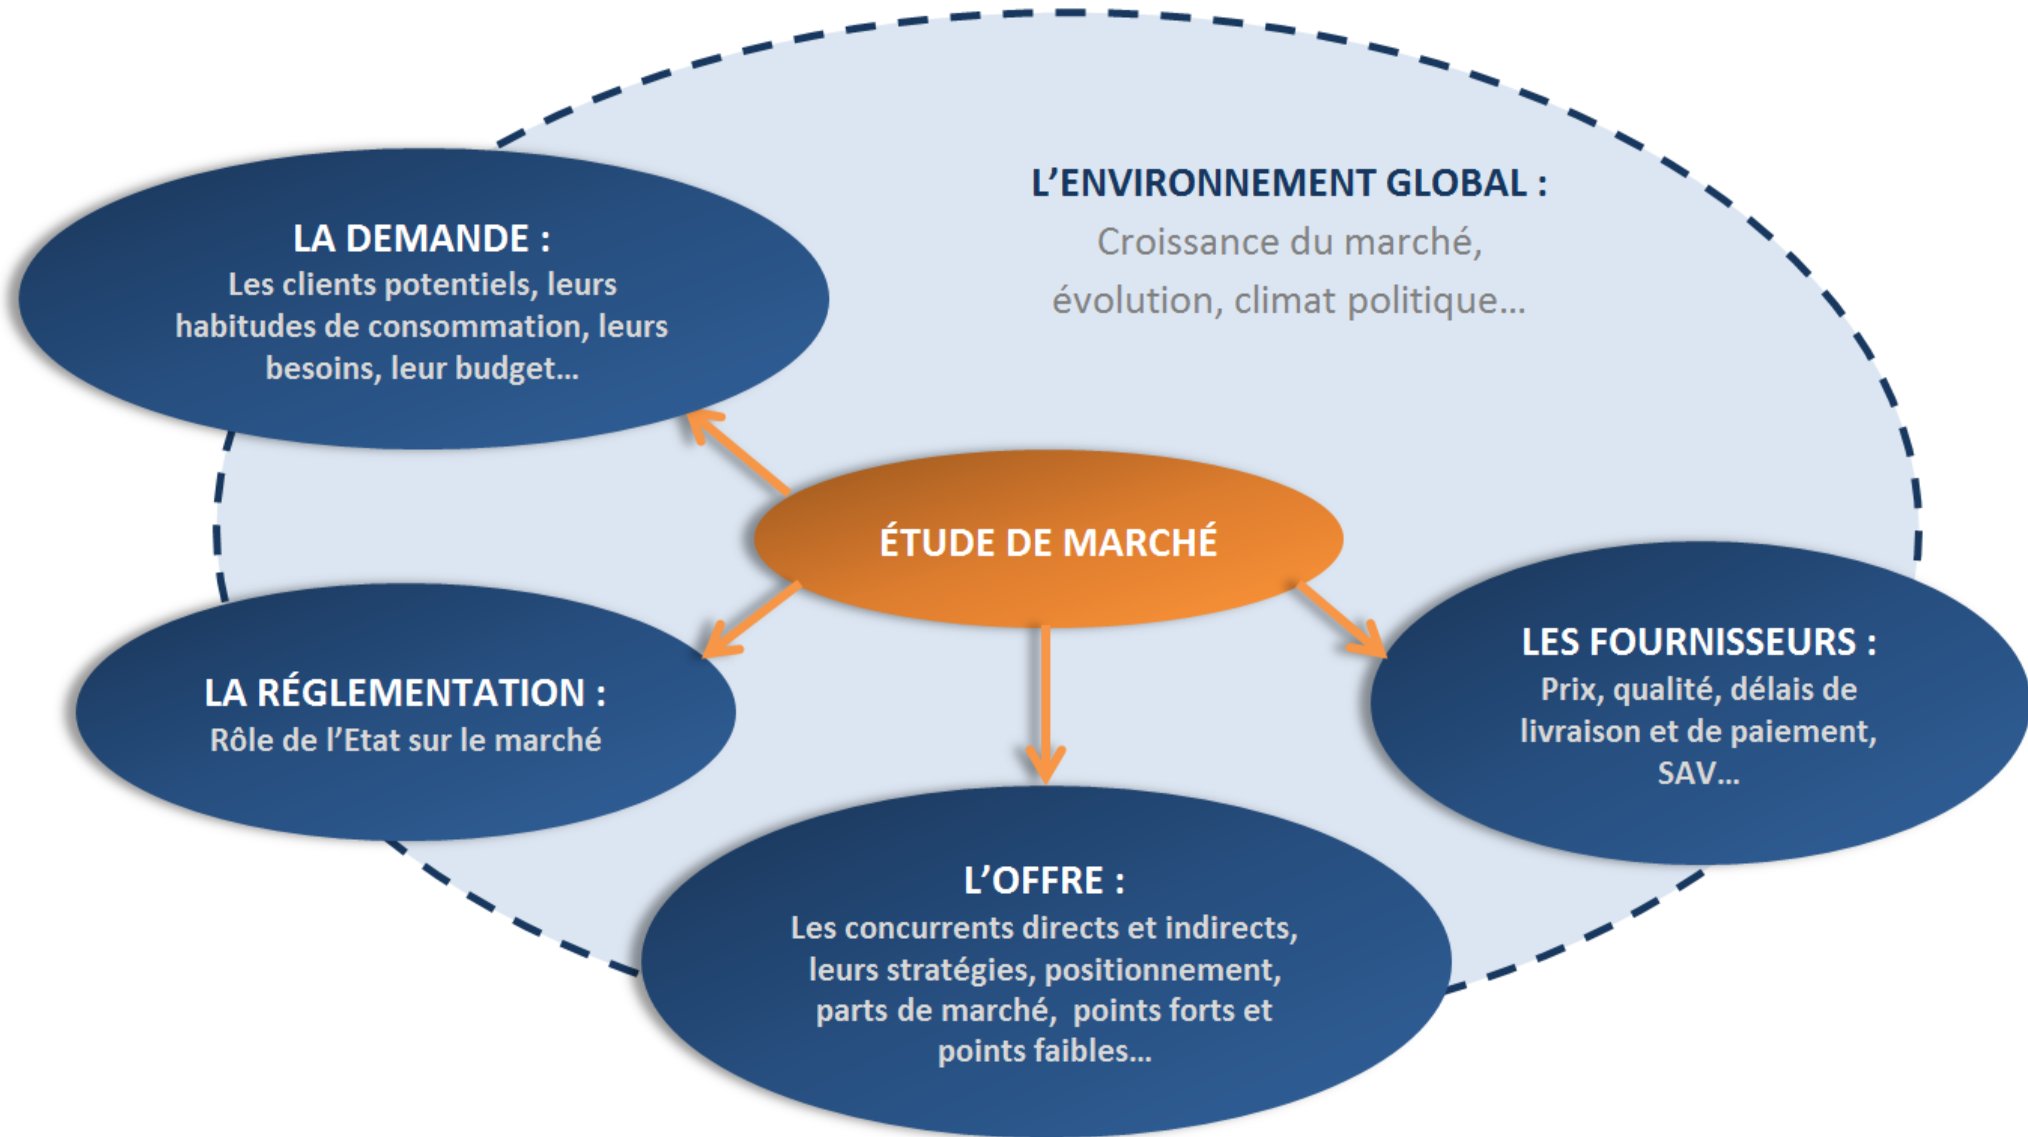 L’ENVIRONNEMENT GLOBAL :
Croissance du marché,
évolution, climat politique…
LA DEMANDE :
Les clients potentiels, leurs
habitudes de consommation, leurs
besoins, leur budget…
ÉTUDE DE MARCHÉ
LA RÉGLEMENTATION :
Rôle de l’Etat sur le marché
LES FOURNISSEURS :
Prix, qualité, délais de
livraison et de paiement,
SAV…
L’OFFRE :
Les concurrents directs et indirects,
leurs stratégies, positionnement,
parts de marché,  points forts et
points faibles…